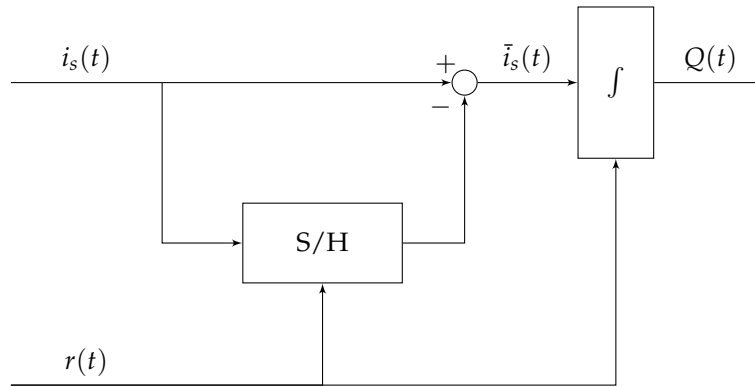 i_s(t)
+
−
ī_s(t)
∫
Q(t)
S/H
r(t)